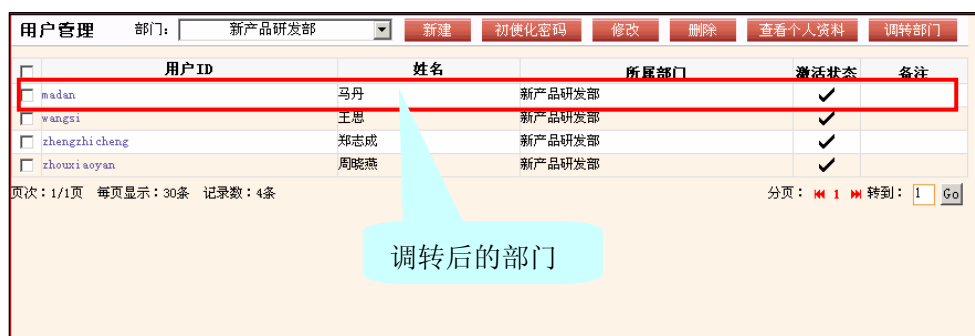 用户管理 部门： 新产品研发部 新建 初使化密码 修改 删除 查看个人资料 调转部门
用户ID 姓名 所属部门 激活状态 备注
madan 马丹 新产品研发部
wangsi 王思 新产品研发部
zhengzhicheng 郑志成 新产品研发部
zhouxiaoyan 周晓燕 新产品研发部
页次：1/1页 每页显示：30条 记录数：4条 分页： 1 转到： 1 Go
调转后的部门